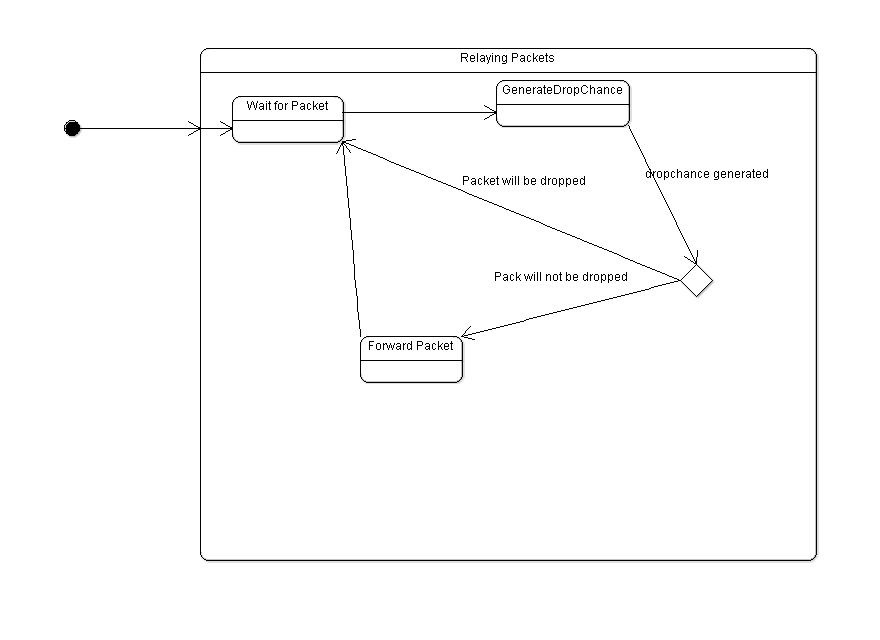 Relaying Packets
Wait for Packet
GenerateDropChance
dropchance generated
Packet will be dropped
Pack will not be dropped
Forward Packet